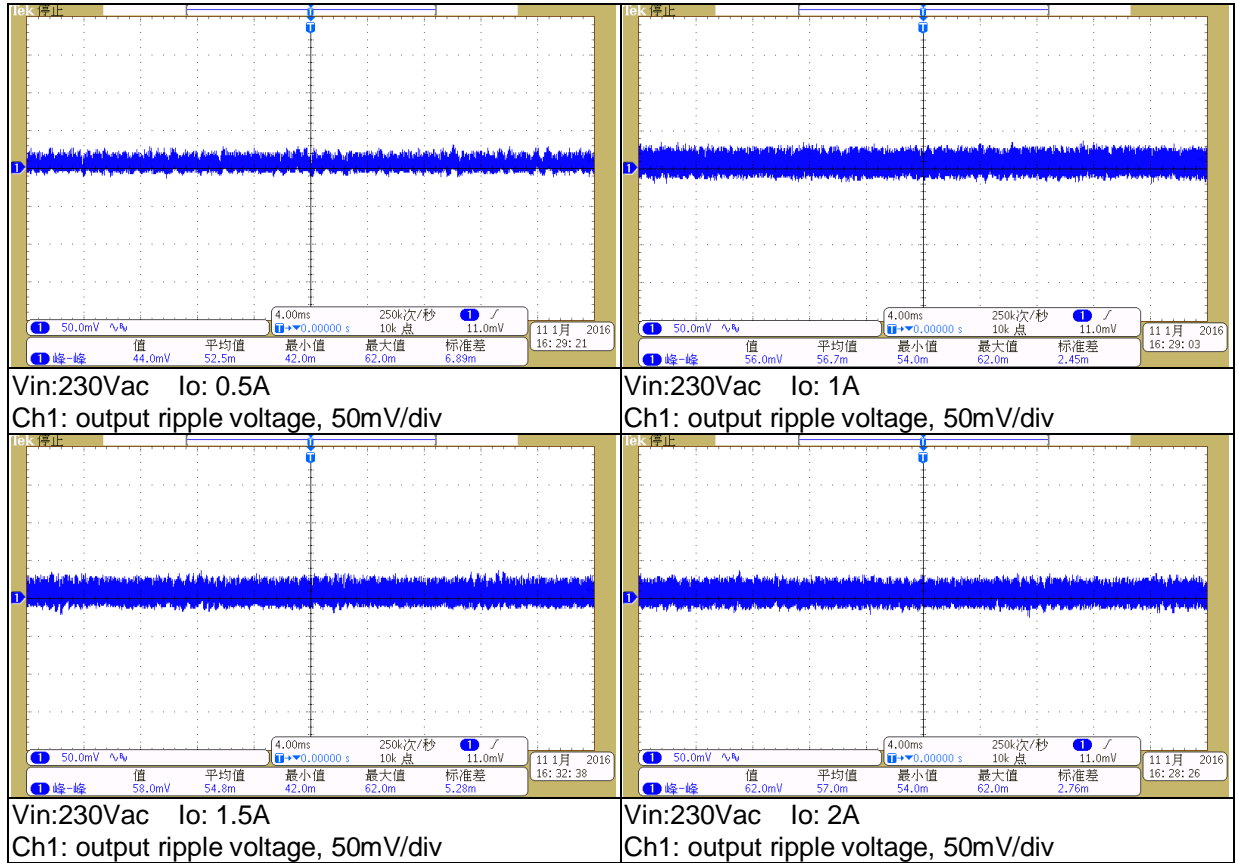 Tek 停止
T
T
1
4.00ms 250k次/秒 1
1 50.0mV T→▼0.00000 s 10k 点 11.0mV
值 平均值 最小值 最大值 标准差
1 峰-峰 44.0mV 52.5m 42.0m 62.0m 6.89m
11 1月 2016
16:29:21
Vin:230Vac Io: 0.5A
Ch1: output ripple voltage, 50mV/div
Tek 停止
T
T
1
4.00ms 250k次/秒 1
1 50.0mV T→▼0.00000 s 10k 点 11.0mV
值 平均值 最小值 最大值 标准差
1 峰-峰 56.0mV 56.7m 54.0m 62.0m 2.45m
11 1月 2016
16:29:03
Vin:230Vac Io: 1A
Ch1: output ripple voltage, 50mV/div
Tek 停止
T
T
1
4.00ms 250k次/秒 1
1 50.0mV T→▼0.00000 s 10k 点 11.0mV
值 平均值 最小值 最大值 标准差
1 峰-峰 58.0mV 54.8m 42.0m 62.0m 5.28m
11 1月 2016
16:32:38
Vin:230Vac Io: 1.5A
Ch1: output ripple voltage, 50mV/div
Tek 停止
T
T
1
4.00ms 250k次/秒 1
1 50.0mV T→▼0.00000 s 10k 点 11.0mV
值 平均值 最小值 最大值 标准差
1 峰-峰 62.0mV 57.0m 54.0m 62.0m 2.76m
11 1月 2016
16:28:26
Vin:230Vac Io: 2A
Ch1: output ripple voltage, 50mV/div